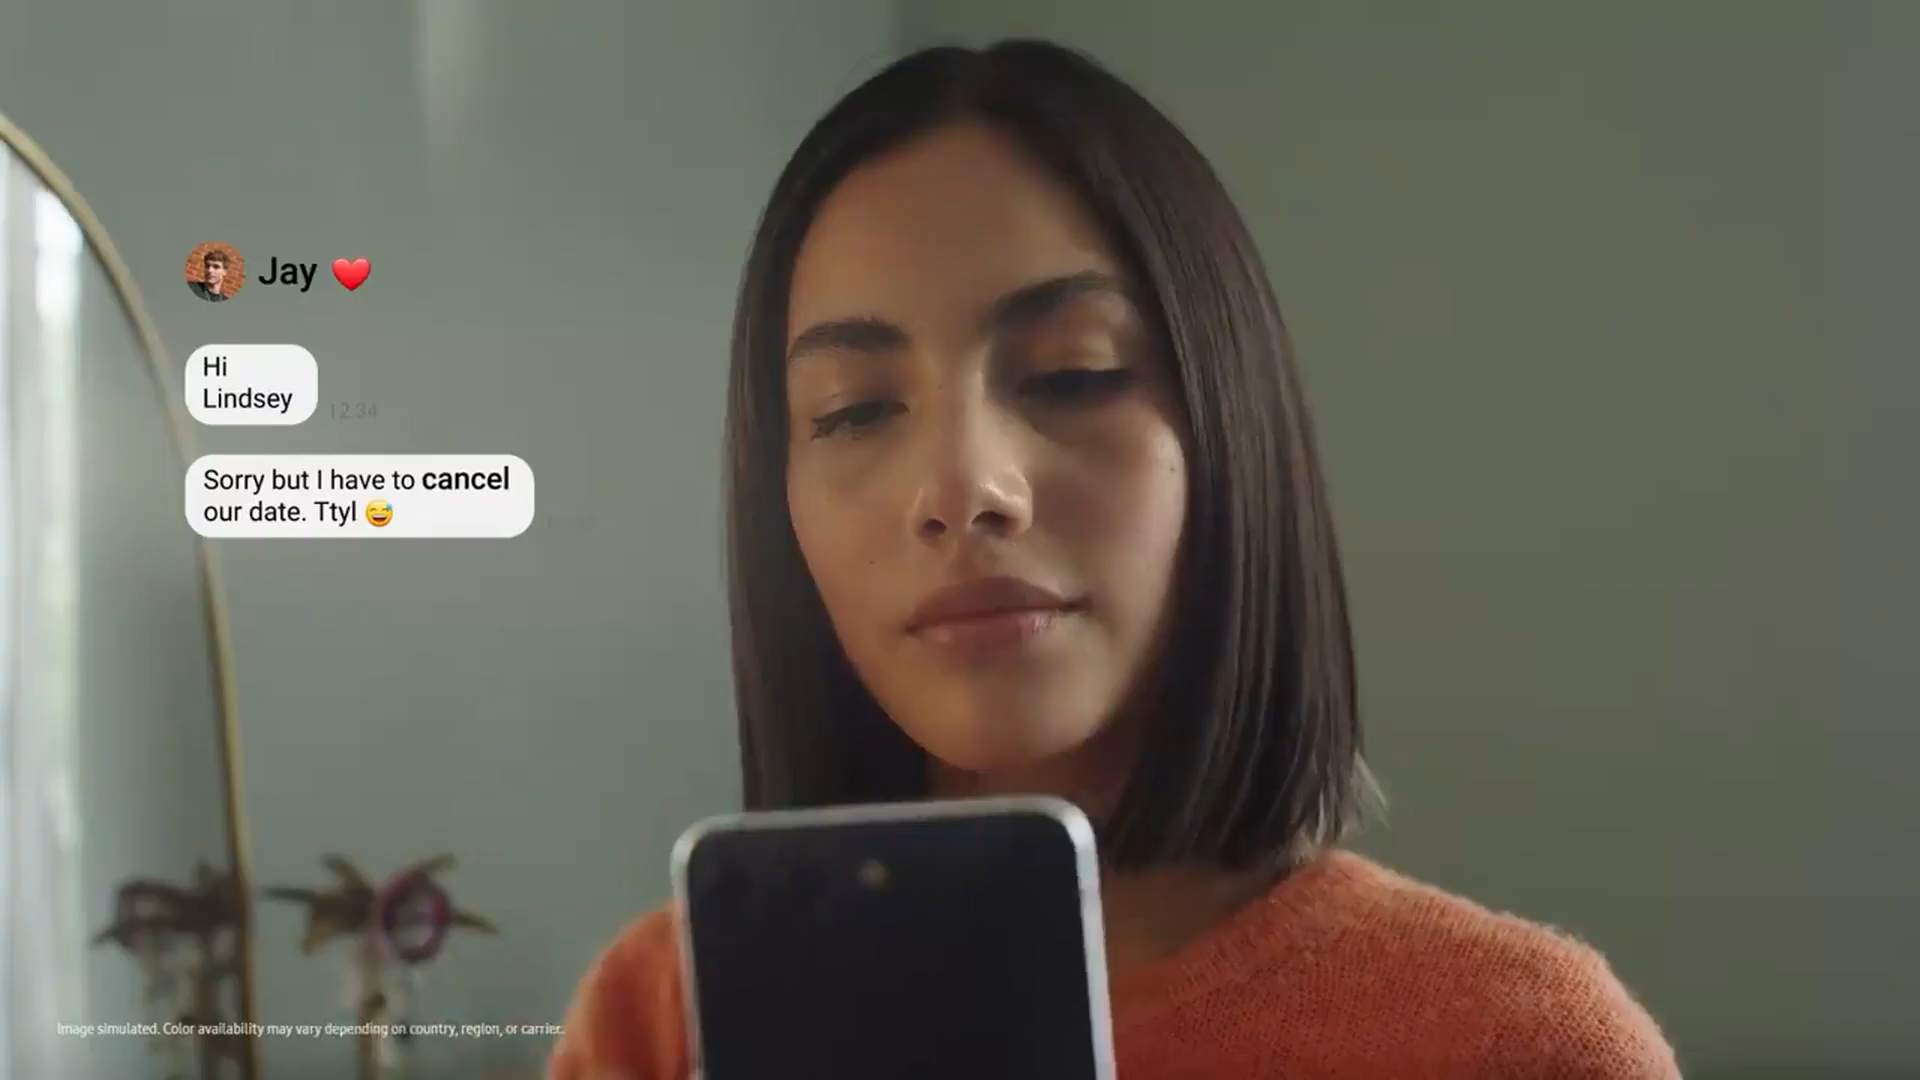 Jay ❤️
Hi
Lindsey
12:34
Sorry but I have to cancel
our date. Ttyl 😅
Image simulated. Color availability may vary depending on country, region, or carrier.